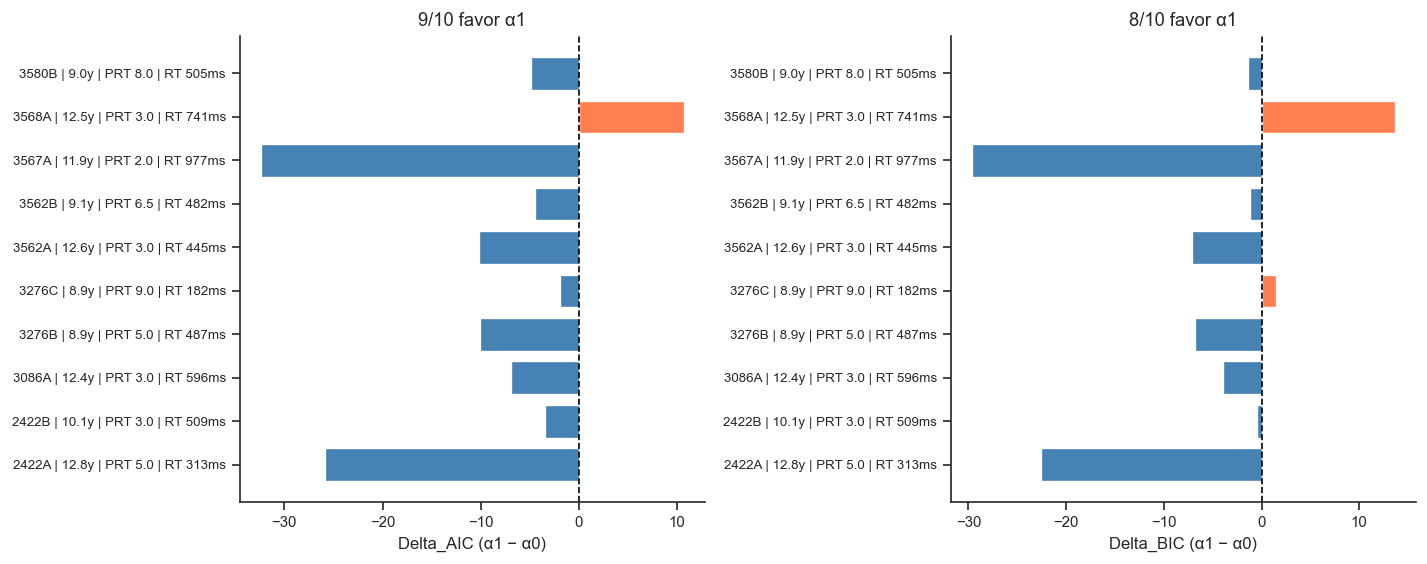 9/10 favor α1
3580B | 9.0y | PRT 8.0 | RT 505ms
3568A | 12.5y | PRT 3.0 | RT 741ms
3567A | 11.9y | PRT 2.0 | RT 977ms
3562B | 9.1y | PRT 6.5 | RT 482ms
3562A | 12.6y | PRT 3.0 | RT 445ms
3276C | 8.9y | PRT 9.0 | RT 182ms
3276B | 8.9y | PRT 5.0 | RT 487ms
3086A | 12.4y | PRT 3.0 | RT 596ms
2422B | 10.1y | PRT 3.0 | RT 509ms
2422A | 12.8y | PRT 5.0 | RT 313ms
−30 −20 −10 0 10
Delta_AIC (α1 − α0)
8/10 favor α1
3580B | 9.0y | PRT 8.0 | RT 505ms
3568A | 12.5y | PRT 3.0 | RT 741ms
3567A | 11.9y | PRT 2.0 | RT 977ms
3562B | 9.1y | PRT 6.5 | RT 482ms
3562A | 12.6y | PRT 3.0 | RT 445ms
3276C | 8.9y | PRT 9.0 | RT 182ms
3276B | 8.9y | PRT 5.0 | RT 487ms
3086A | 12.4y | PRT 3.0 | RT 596ms
2422B | 10.1y | PRT 3.0 | RT 509ms
2422A | 12.8y | PRT 5.0 | RT 313ms
−30 −20 −10 0 10
Delta_BIC (α1 − α0)